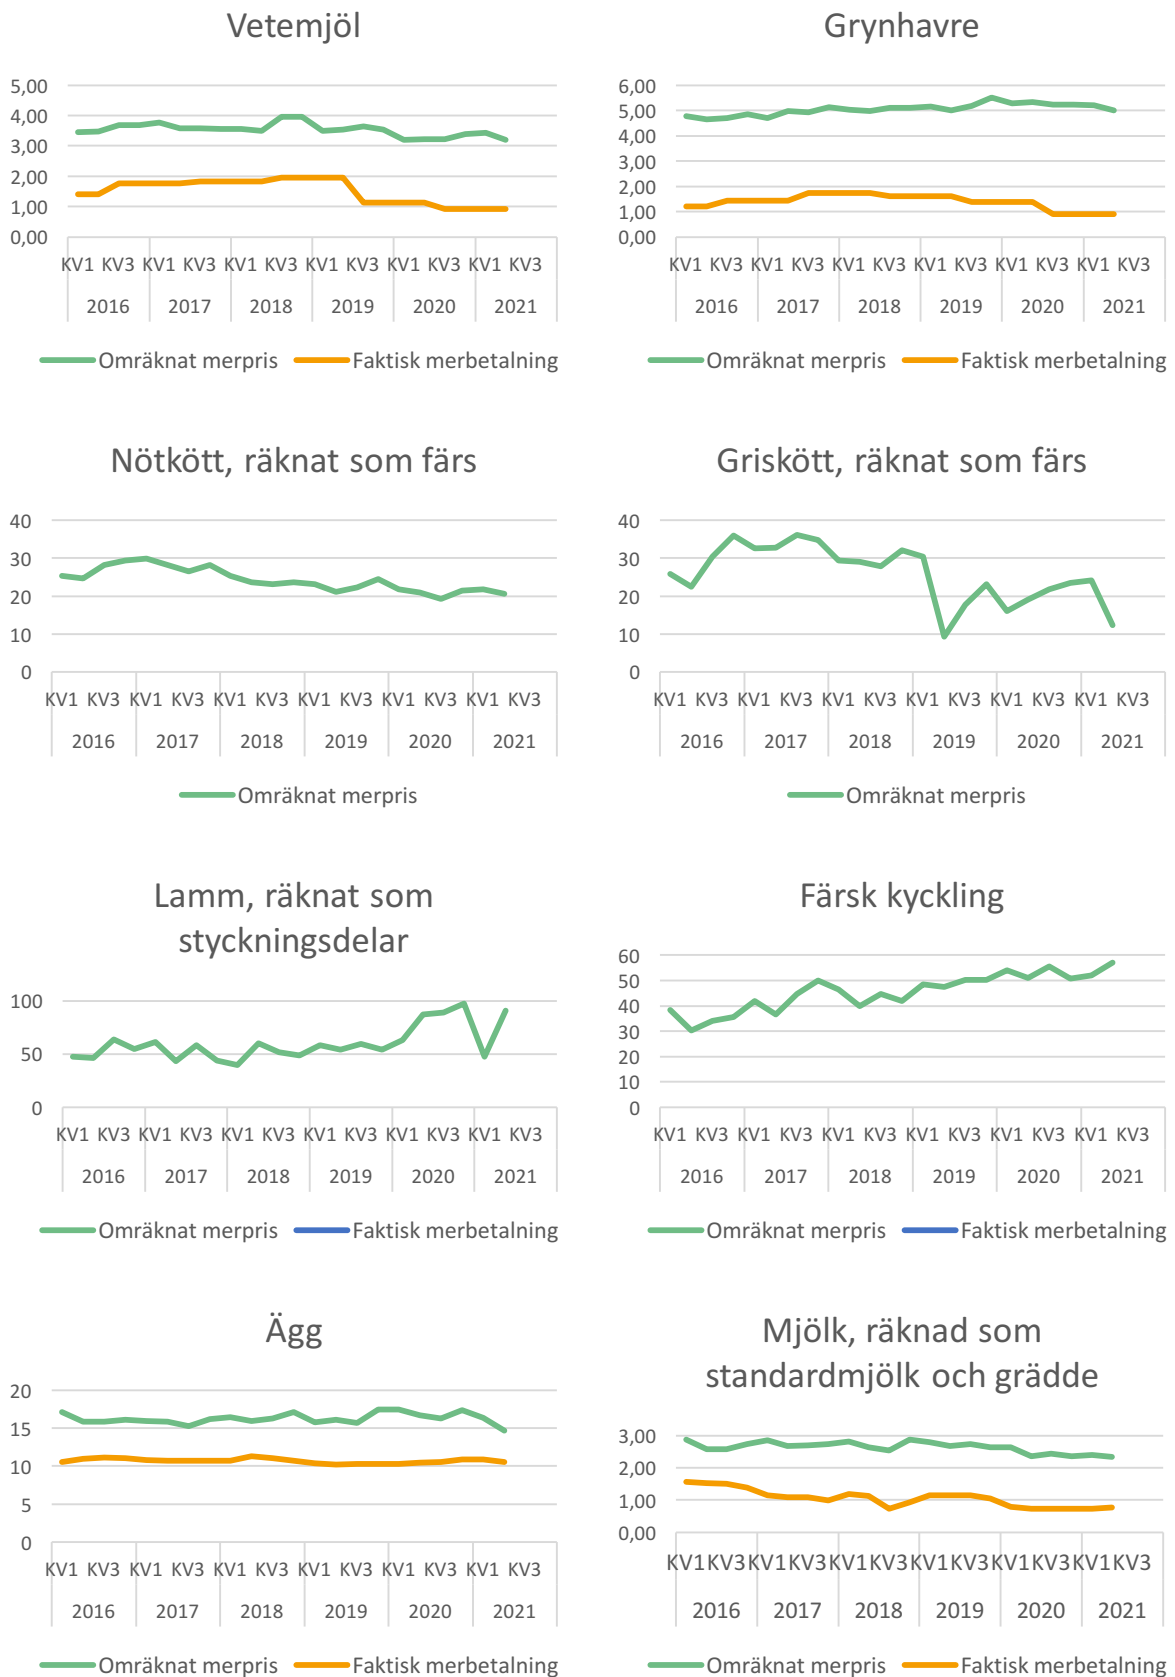 Vetemjöl
5,00
4,00
3,00
2,00
1,00
0,00
KV1 KV3 KV1 KV3 KV1 KV3 KV1 KV3 KV1 KV3 KV1 KV3
2016 2017 2018 2019 2020 2021
Omräknat merpris Faktisk merbetalning
Grynhavre
6,00
5,00
4,00
3,00
2,00
1,00
0,00
KV1 KV3 KV1 KV3 KV1 KV3 KV1 KV3 KV1 KV3 KV1 KV3
2016 2017 2018 2019 2020 2021
Omräknat merpris Faktisk merbetalning
Nötkött, räknat som färs
40
30
20
10
0
KV1 KV3 KV1 KV3 KV1 KV3 KV1 KV3 KV1 KV3 KV1 KV3
2016 2017 2018 2019 2020 2021
Omräknat merpris
Griskött, räknat som färs
40
30
20
10
0
KV1 KV3 KV1 KV3 KV1 KV3 KV1 KV3 KV1 KV3 KV1 KV3
2016 2017 2018 2019 2020 2021
Omräknat merpris
Lamm, räknat som
styckningsdelar
100
50
0
KV1 KV3 KV1 KV3 KV1 KV3 KV1 KV3 KV1 KV3 KV1 KV3
2016 2017 2018 2019 2020 2021
Omräknat merpris Faktisk merbetalning
Färsk kyckling
60
50
40
30
20
10
0
KV1 KV3 KV1 KV3 KV1 KV3 KV1 KV3 KV1 KV3 KV1 KV3
2016 2017 2018 2019 2020 2021
Omräknat merpris Faktisk merbetalning
Ägg
20
15
10
5
0
KV1 KV3 KV1 KV3 KV1 KV3 KV1 KV3 KV1 KV3 KV1 KV3
2016 2017 2018 2019 2020 2021
Omräknat merpris Faktisk merbetalning
Mjölk, räknad som
standardmjölk och grädde
3,00
2,00
1,00
0,00
KV1 KV3 KV1 KV3 KV1 KV3 KV1 KV3 KV1 KV3 KV1 KV3
2016 2017 2018 2019 2020 2021
Omräknat merpris Faktisk merbetalning